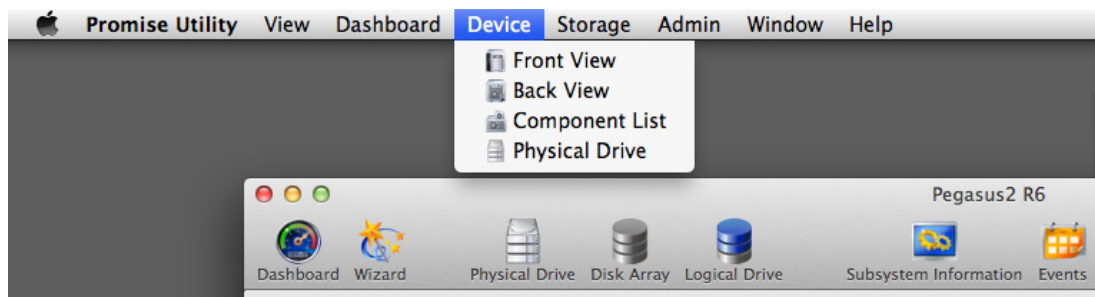 Promise Utility View Dashboard Device Storage Admin Window Help
Front View
Back View
Component List
Physical Drive
Pegasus2 R6
Dashboard Wizard Physical Drive Disk Array Logical Drive Subsystem Information Events